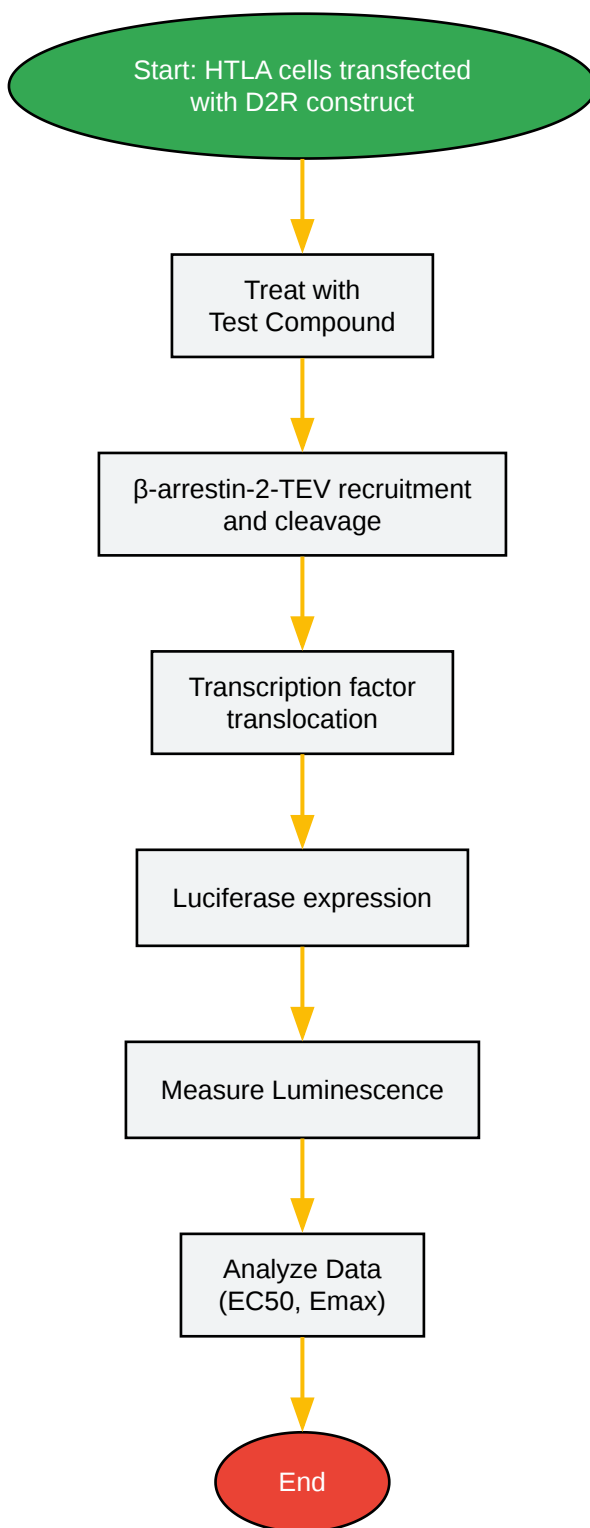 Start: HTLA cells transfected
with D2R construct
Treat with
Test Compound
β-arrestin-2-TEV recruitment
and cleavage
Transcription factor
translocation
Luciferase expression
Measure Luminescence
Analyze Data
(EC50, Emax)
End